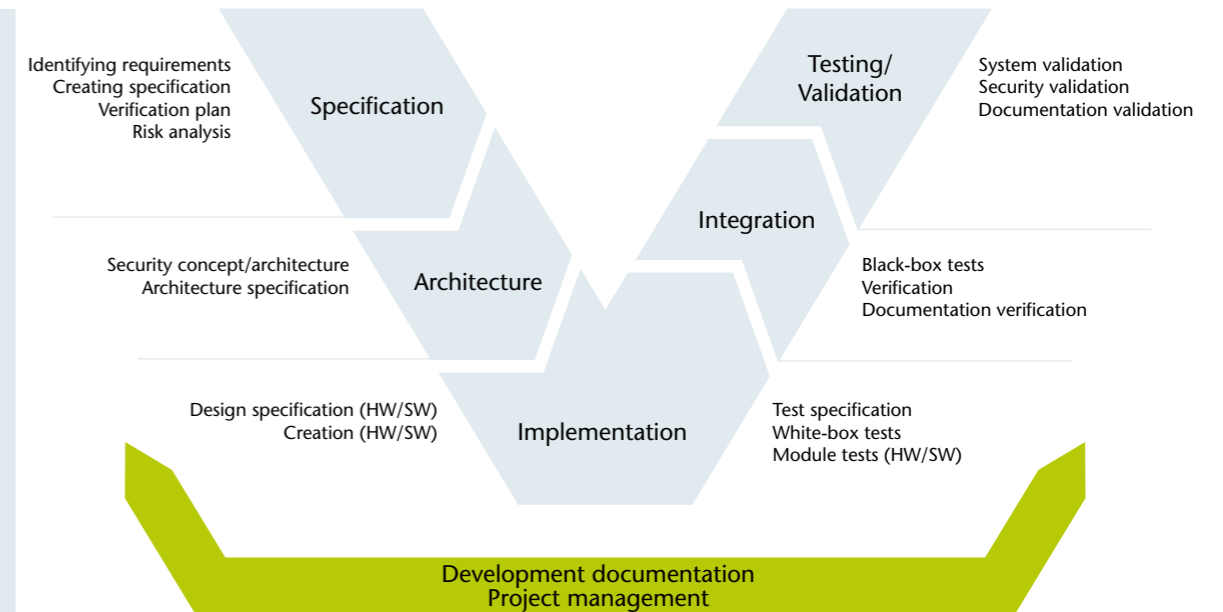 Identifying requirements
Creating specification
Verification plan
Risk analysis
Specification
Testing/
Validation
System validation
Security validation
Documentation validation
Security concept/architecture
Architecture specification
Architecture
Integration
Black-box tests
Verification
Documentation verification
Design specification (HW/SW)
Creation (HW/SW)
Implementation
Test specification
White-box tests
Module tests (HW/SW)
Development documentation
Project management